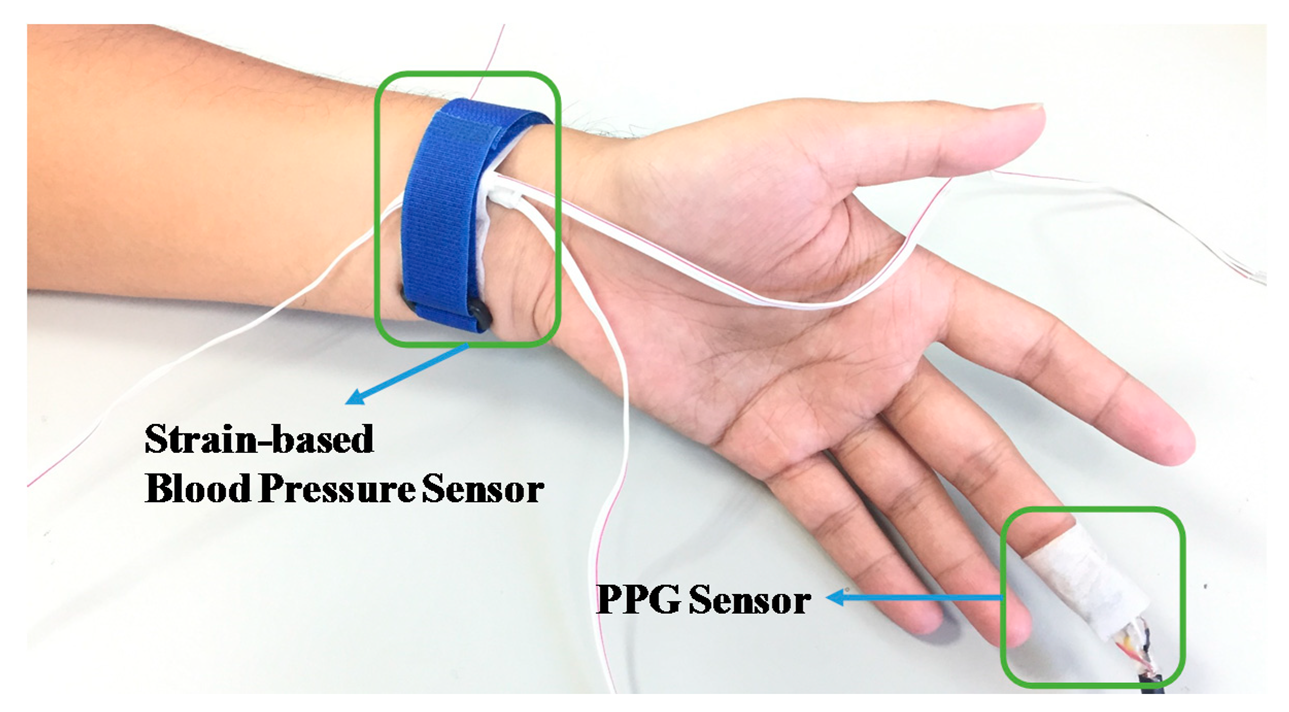 Strain-based
Blood Pressure Sensor
PPG Sensor